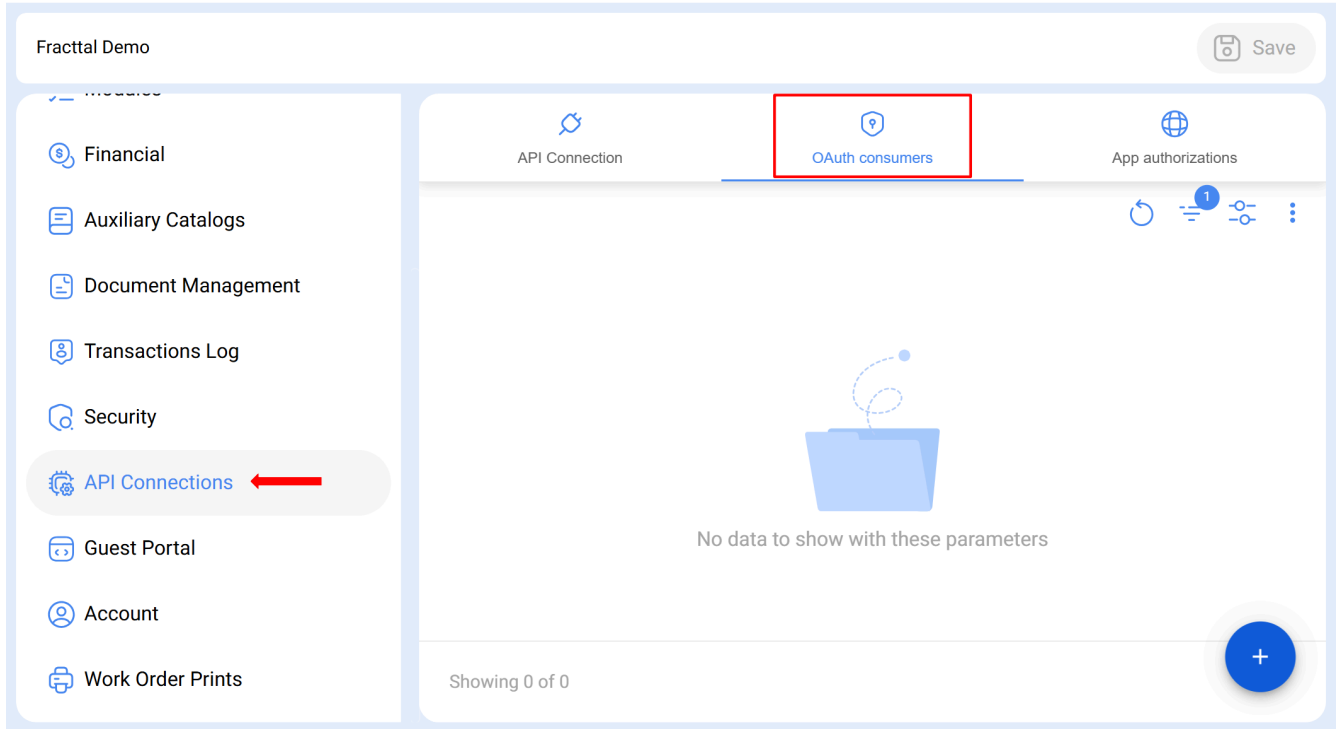 Fracttal Demo
Save
Modules
Financial
Auxiliary Catalogs
Document Management
Transactions Log
Security
API Connections
Guest Portal
Account
Work Order Prints
API Connection
OAuth consumers
App authorizations
1
No data to show with these parameters
Showing 0 of 0
+